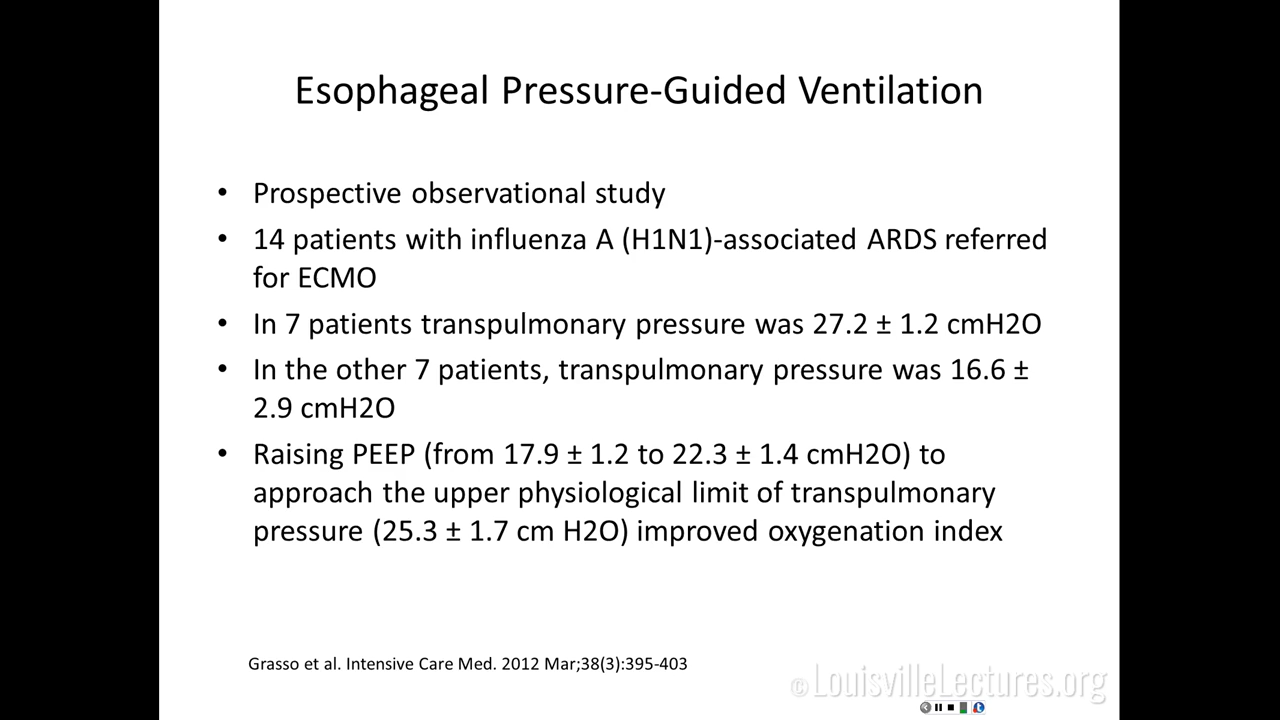 Esophageal Pressure-Guided Ventilation
• Prospective observational study
• 14 patients with influenza A (H1N1)-associated ARDS referred
for ECMO
• In 7 patients transpulmonary pressure was 27.2 ± 1.2 cmH2O
• In the other 7 patients, transpulmonary pressure was 16.6 ±
2.9 cmH2O
• Raising PEEP (from 17.9 ± 1.2 to 22.3 ± 1.4 cmH2O) to
approach the upper physiological limit of transpulmonary
pressure (25.3 ± 1.7 cm H2O) improved oxygenation index
Grasso et al. Intensive Care Med. 2012 Mar;38(3):395-403
©LouisvilleLectures.org